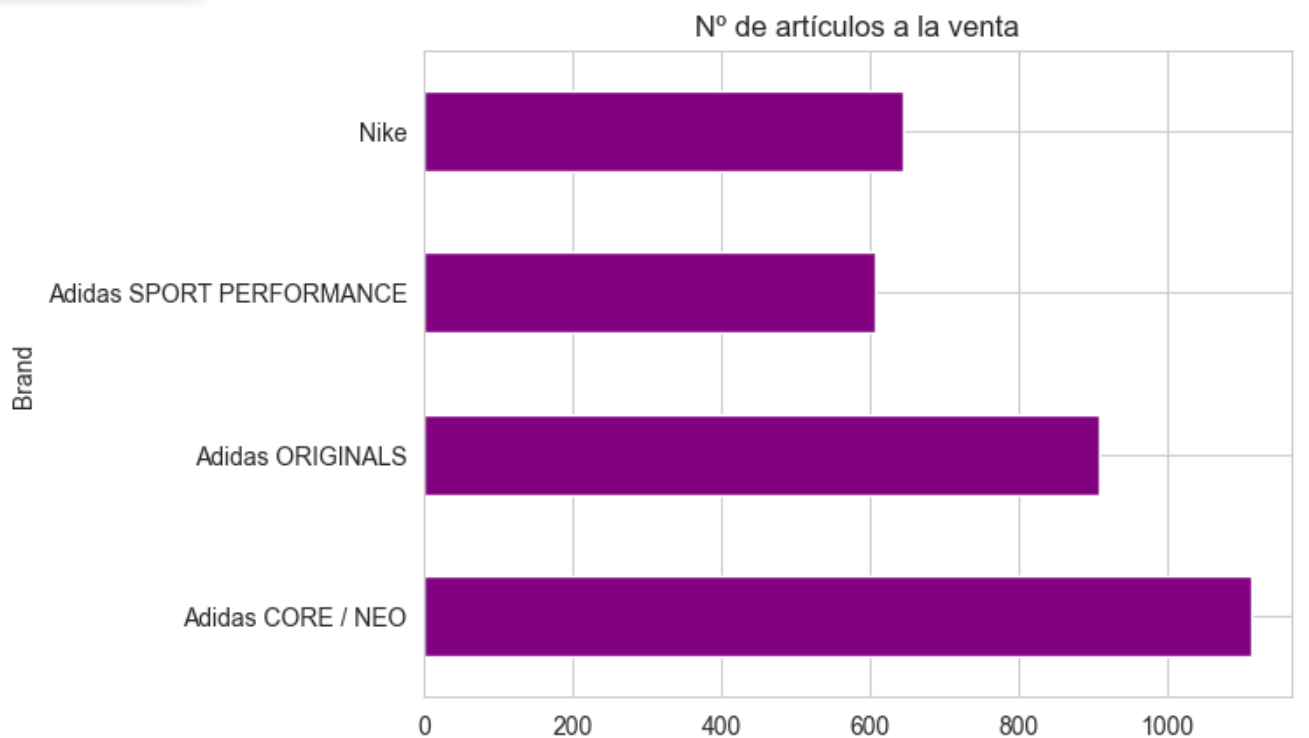 Nº de artículos a la venta
Nike
Adidas SPORT PERFORMANCE
Brand
Adidas ORIGINALS
Adidas CORE / NEO
0 200 400 600 800 1000